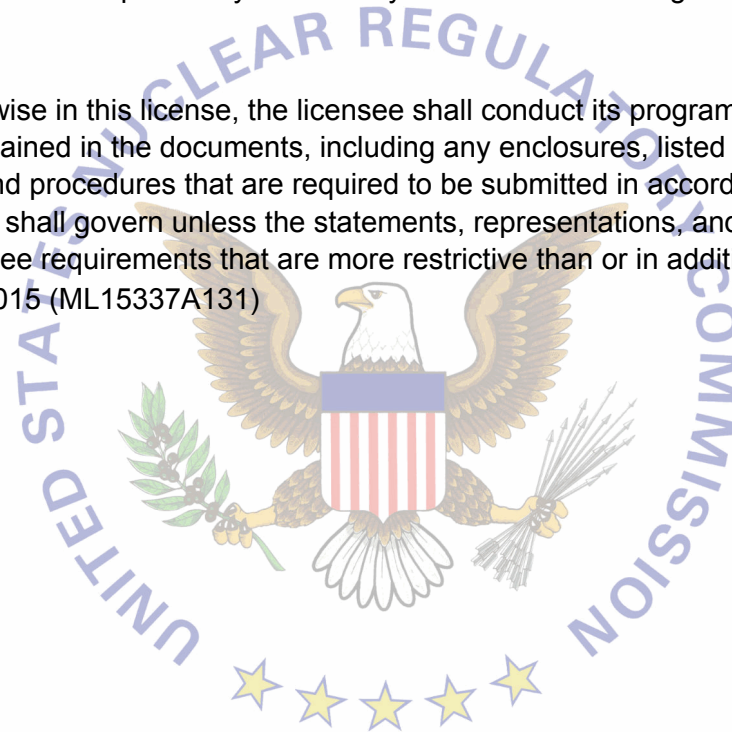 UNITED STATES NUCLEAR REGULATORY COMMISSION
wise in this license, the licensee shall conduct its program
ained in the documents, including any enclosures, listed
nd procedures that are required to be submitted in accord
shall govern unless the statements, representations, and
ee requirements that are more restrictive than or in addit
015 (ML15337A131)